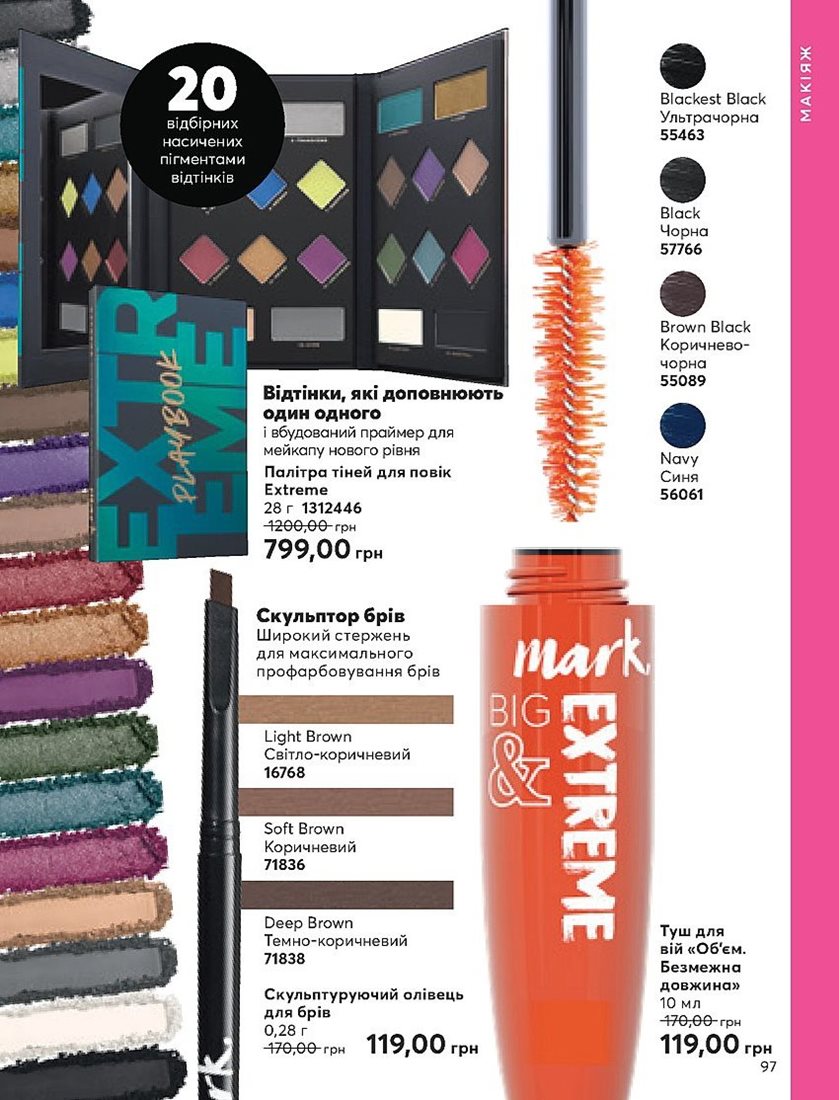 МАКІЯЖ
20
відбірних
насичених
пігментами
відтінків
EXTREME
PLAYBOOK
Відтінки, які доповнюють
один одного
і вбудований праймер для
мейкапу нового рівня
Палітра тіней для повік
Extreme
28 г 1312446
1200,00 грн
799,00 грн
Blackest Black
Ультрачорна
55463
Black
Чорна
57766
Brown Black
Коричнево-
чорна
55089
Navy
Синя
56061
Скульптор брів
Широкий стержень
для максимального
профарбовування брів
Light Brown
Світло-коричневий
16768
Soft Brown
Коричневий
71836
Deep Brown
Темно-коричневий
71838
Скульптуруючий олівець
для брів
0,28 г
170,00 грн 119,00 грн
rk.
mark.
BIG
&
EXTREME
Туш для
вій «Об‘єм.
Безмежна
довжина»
10 мл
170,00 грн
119,00 грн
97